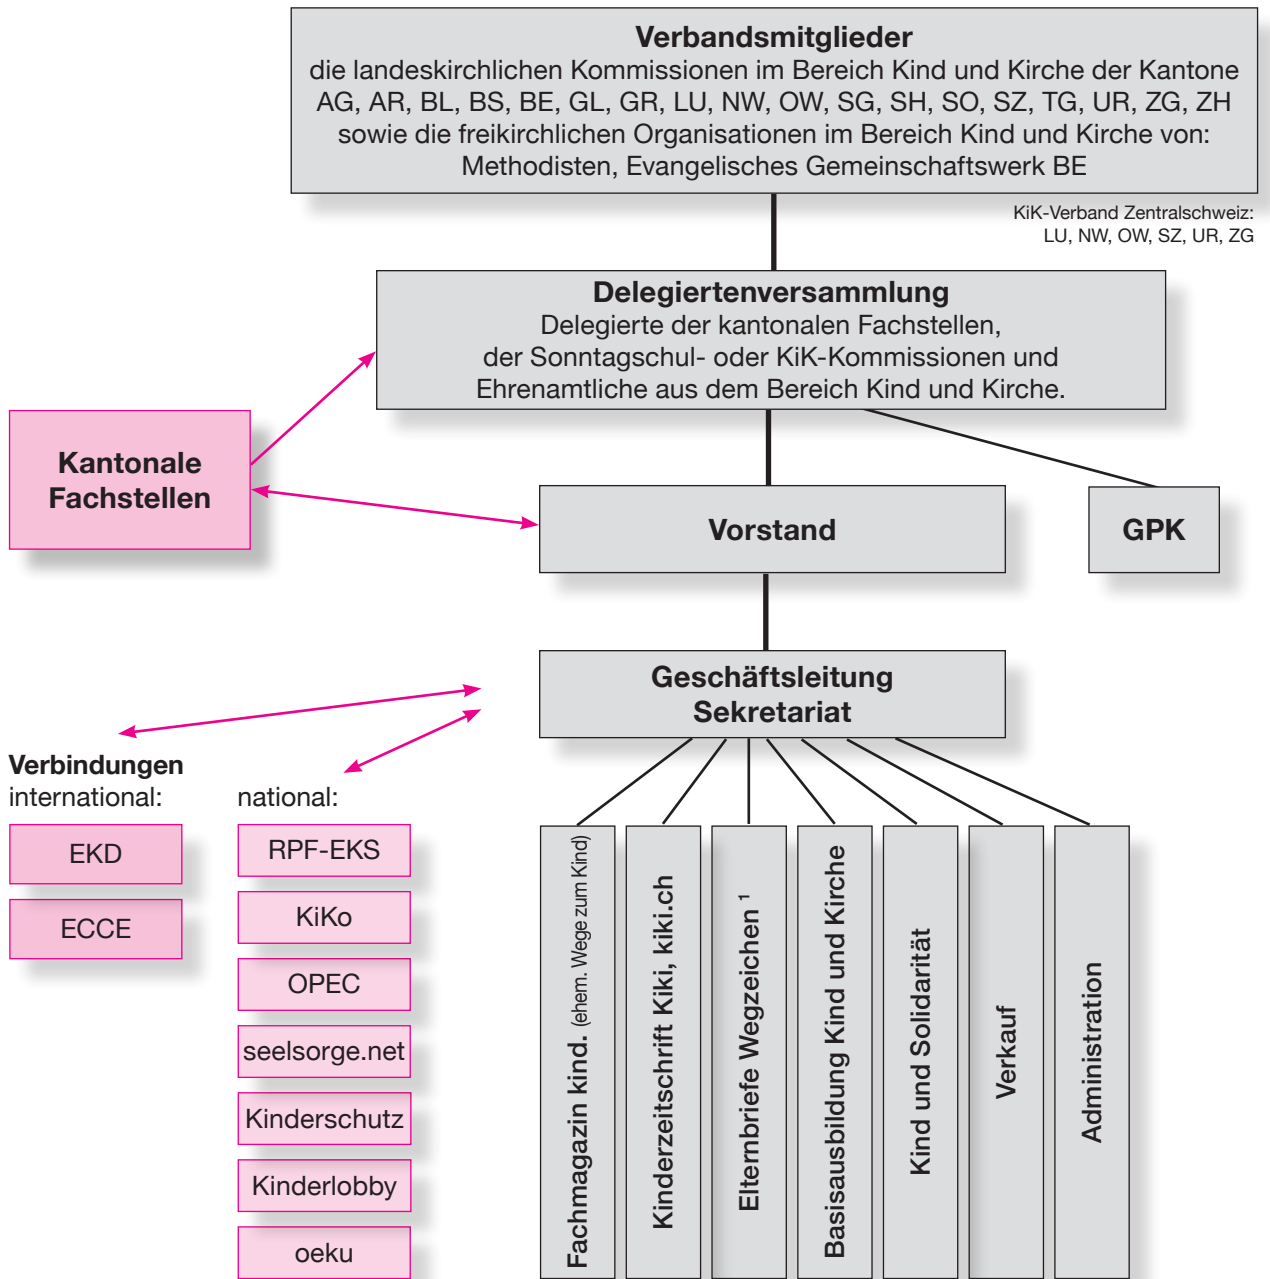 Verbandsmitglieder
die landeskirchlichen Kommissionen im Bereich Kind und Kirche der Kantone
AG, AR, BL, BS, BE, GL, GR, LU, NW, OW, SG, SH, SO, SZ, TG, UR, ZG, ZH
sowie die freikirchlichen Organisationen im Bereich Kind und Kirche von:
Methodisten, Evangelisches Gemeinschaftswerk BE
KiK-Verband Zentralschweiz:
LU, NW, OW, SZ, UR, ZG
Delegiertenversammlung
Delegierte der kantonalen Fachstellen,
der Sonntagschul- oder KiK-Kommissionen und
Ehrenamtliche aus dem Bereich Kind und Kirche.
Kantonale
Fachstellen
Vorstand
GPK
Geschäftsleitung
Sekretariat
Verbindungen
international:
EKD
ECCE
national:
RPF-EKS
KiKo
OPEC
seelsorge.net
Kinderschutz
Kinderlobby
oeku
Fachmagazin kind. (ehem. Wege zum Kind)
Kinderzeitschrift Kiki, kiki.ch
Elternbriefe Wegzeichen ¹
Basisausbildung Kind und Kirche
Kind und Solidarität
Verkauf
Administration